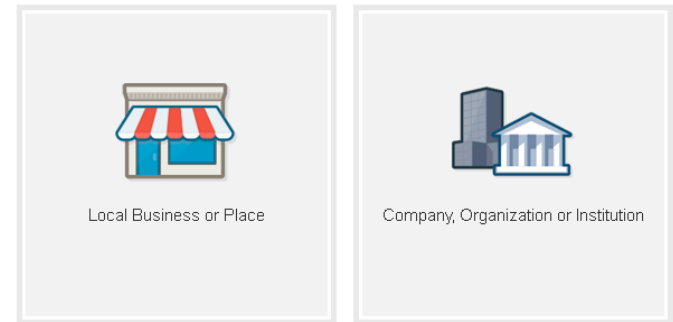 Local Business or Place
Company, Organization or Institution